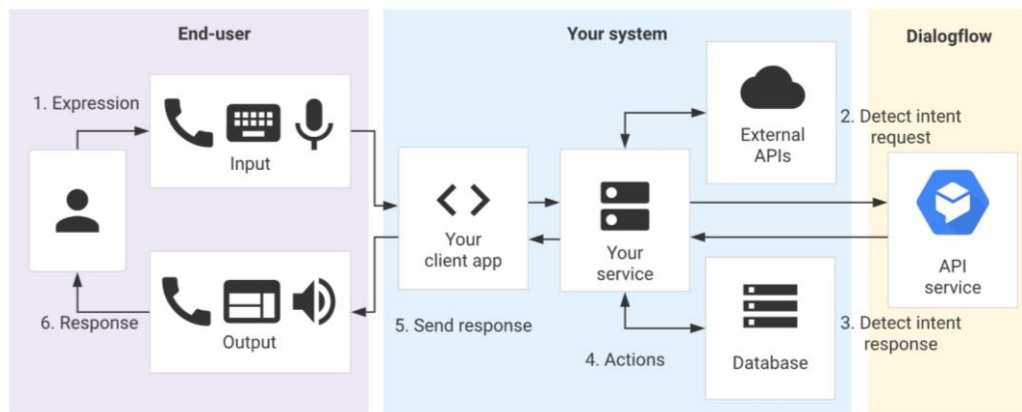 End-user
Your system
Dialogflow
1. Expression
Input
External
APIs
2. Detect intent
request
Your
client app
Your
service
API
service
6. Response
Output
5. Send response
4. Actions
Database
3. Detect intent
response